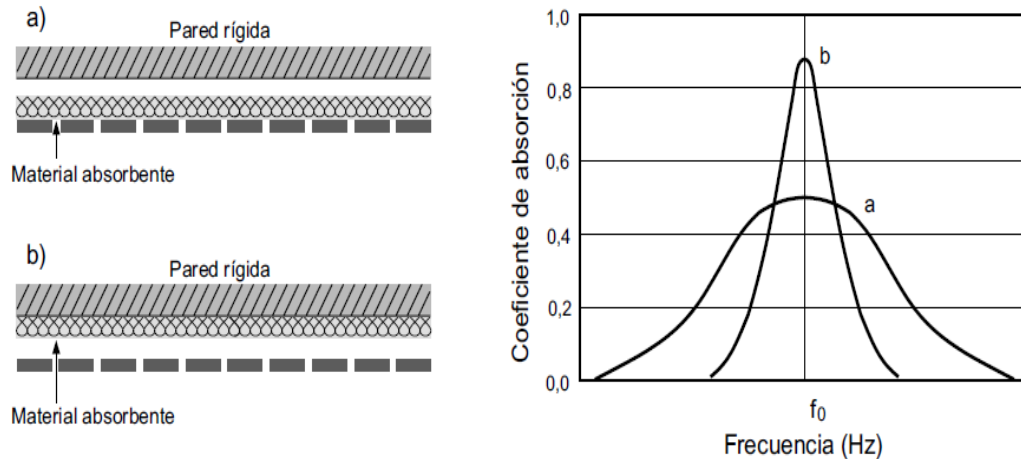 a)
Pared rígida
Material absorbente
b)
Pared rígida
Material absorbente
Coeficiente de absorción
1,0
0,8
0,6
0,4
0,2
0,0
b
a
f0
Frecuencia (Hz)